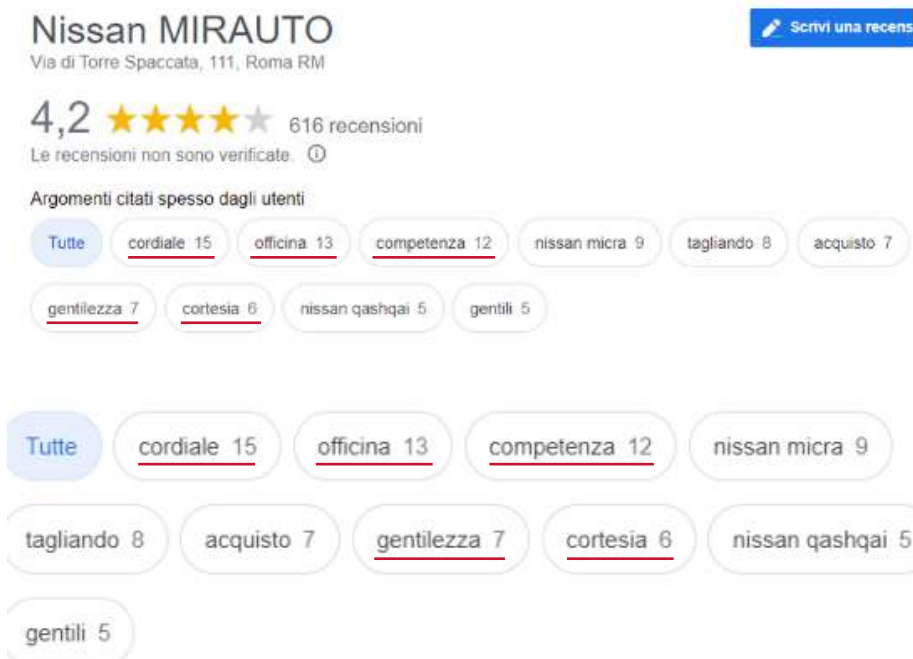 Nissan MIRAUTO
Scrivi una recens
Via di Torre Spaccata, 111, Roma RM
4,2 616 recensioni
Le recensioni non sono verificate.
Argomenti citati spesso dagli utenti
Tutte cordiale 15 officina 13 competenza 12 nissan micra 9 tagliando 8 acquisto 7
gentilezza 7 cortesia 6 nissan qashqai 5 gentili 5
Tutte cordiale 15 officina 13 competenza 12 nissan micra 9
tagliando 8 acquisto 7 gentilezza 7 cortesia 6 nissan qashqai 5
gentili 5